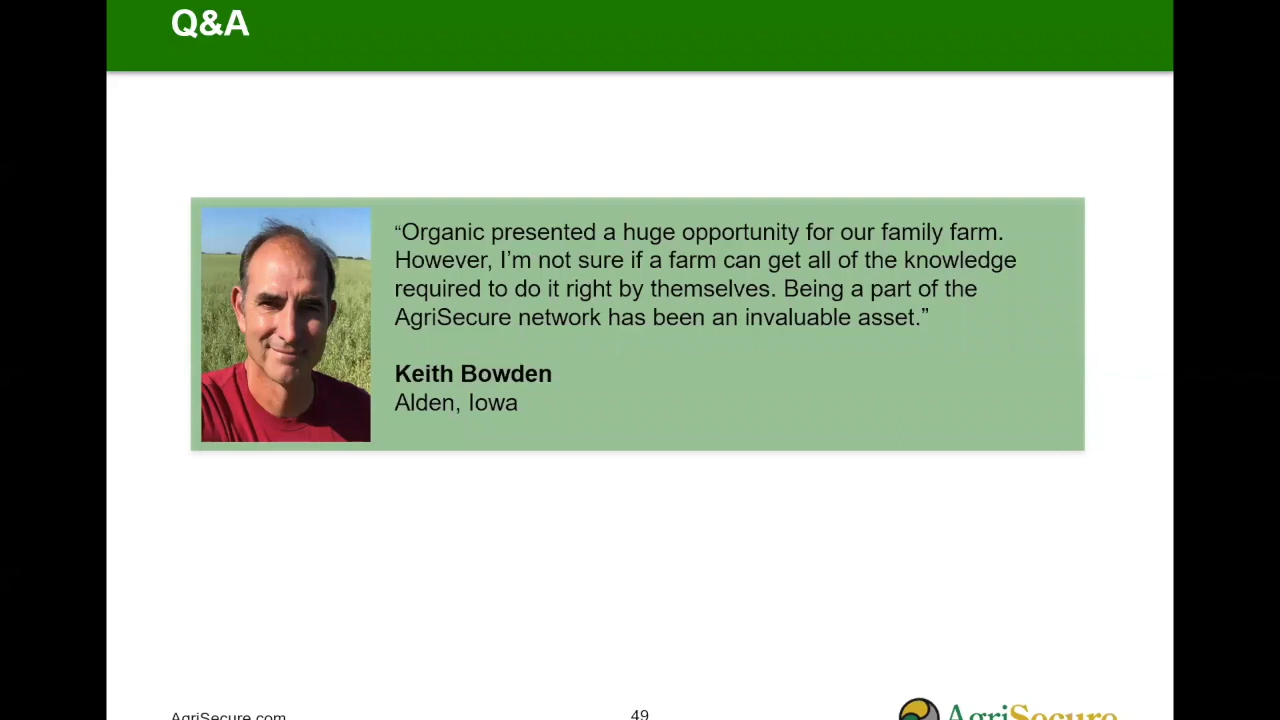 Q&A
“Organic presented a huge opportunity for our family farm.
However, I’m not sure if a farm can get all of the knowledge
required to do it right by themselves. Being a part of the
AgriSecure network has been an invaluable asset.”
Keith Bowden
Alden, Iowa
AgriSecure.com
49
AgriSecure